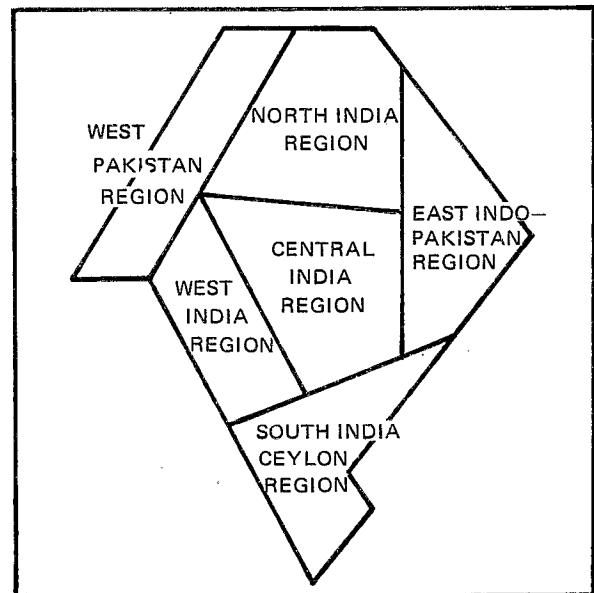 NORTH INDIA
REGION
WEST
PAKISTAN
REGION
EAST INDO—
PAKISTAN
REGION
CENTRAL
INDIA
REGION
WEST
INDIA
REGION
SOUTH INDIA
CEYLON
REGION